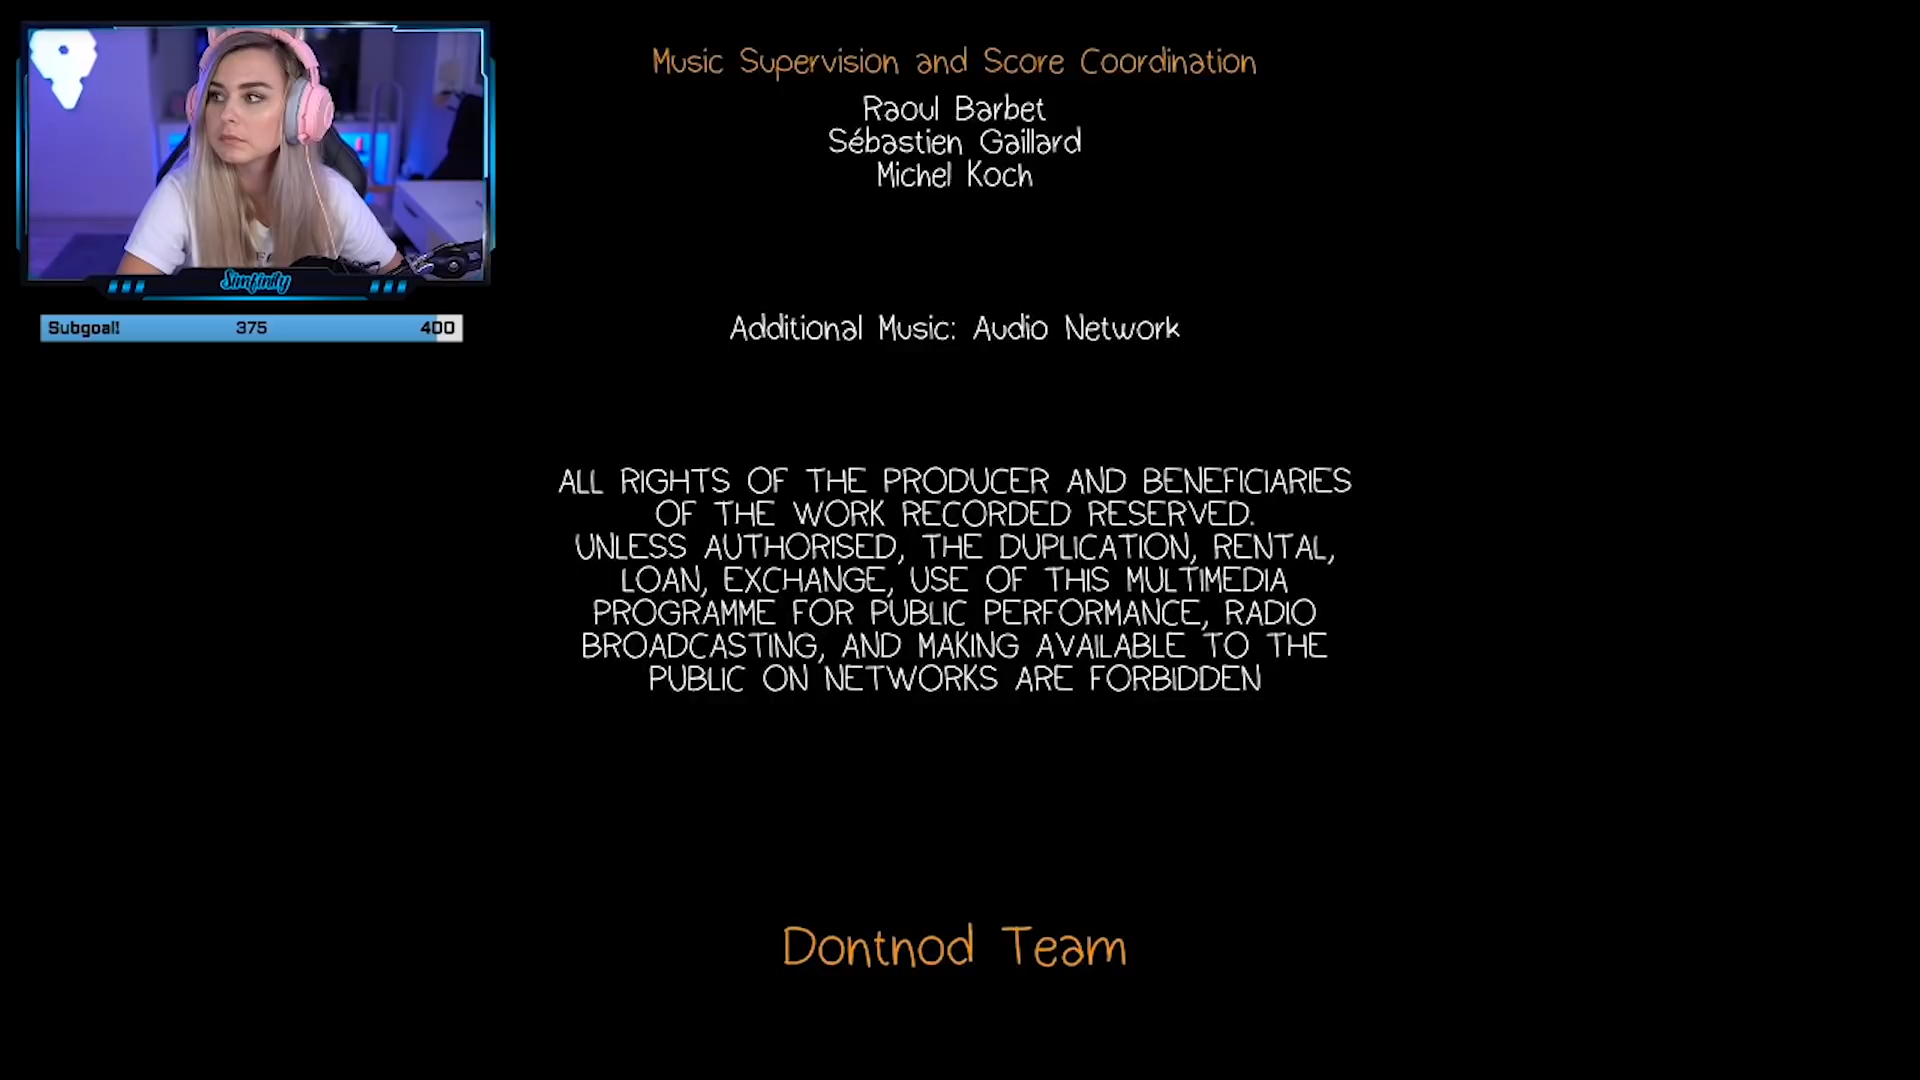 Music Supervision and Score Coordination
Raoul Barbet
Sébastien Gaillard
Michel Koch
Simfinity
Subgoal! 375 400
Additional Music: Audio Network
ALL RIGHTS OF THE PRODUCER AND BENEFICIARIES
OF THE WORK RECORDED RESERVED.
UNLESS AUTHORISED, THE DUPLICATION, RENTAL,
LOAN, EXCHANGE, USE OF THIS MULTIMEDIA
PROGRAMME FOR PUBLIC PERFORMANCE, RADIO
BROADCASTING, AND MAKING AVAILABLE TO THE
PUBLIC ON NETWORKS ARE FORBIDDEN
Dontnod Team